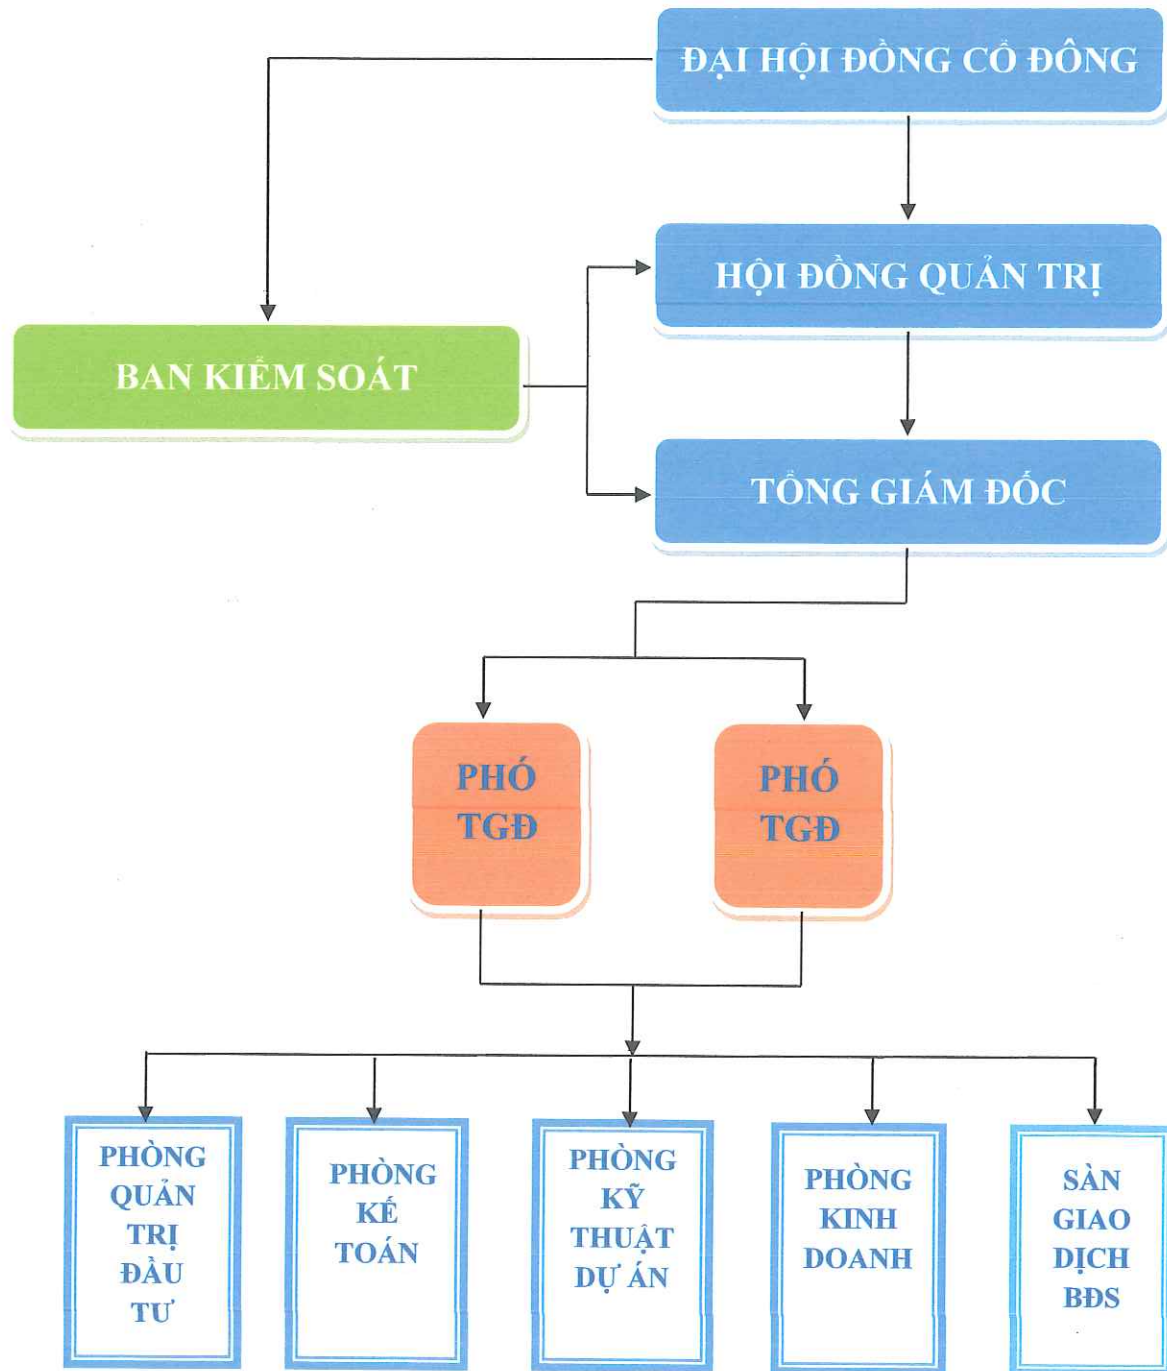 ĐẠI HỘI ĐỒNG CỔ ĐÔNG
HỘI ĐỒNG QUẢN TRỊ
BAN KIỂM SOÁT
TỔNG GIÁM ĐỐC
PHÓ
TGĐ
PHÓ
TGĐ
PHÒNG
QUẢN
TRỊ
ĐẦU
TƯ
PHÒNG
KẾ
TOÁN
PHÒNG
KỸ
THUẬT
DỰ ÁN
PHÒNG
KINH
DOANH
SÀN
GIAO
DỊCH
BĐS